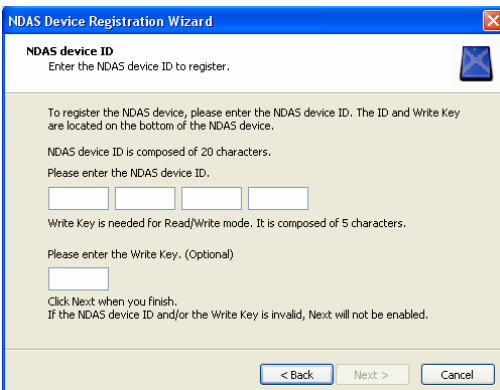 NDAS Device Registration Wizard
NDAS device ID
Enter the NDAS device ID to register.
To register the NDAS device, please enter the NDAS device ID. The ID and Write Key
are located on the bottom of the NDAS device.
NDAS device ID is composed of 20 characters.
Please enter the NDAS device ID.
Write Key is needed for Read/Write mode. It is composed of 5 characters.
Please enter the Write Key. (Optional)
Click Next when you finish.
If the NDAS device ID and/or the Write Key is invalid, Next will not be enabled.
< Back Next > Cancel